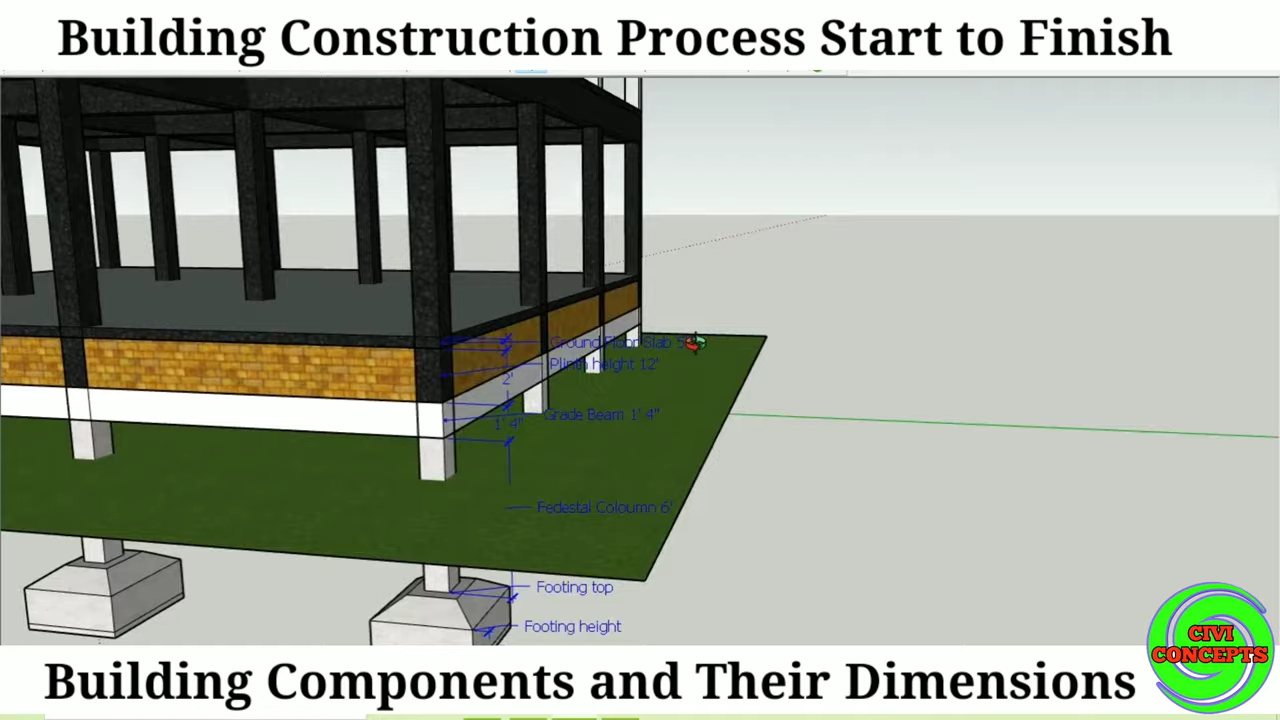 Building Construction Process Start to Finish
Ground Floor Slab 5
Plinth height 12'
2'
Grade Beam 1' 4"
1' 4"
Fedestal Coloumn 6'
Footing top
Footing height
CIVI
CONCEPTS
Building Components and Their Dimensions